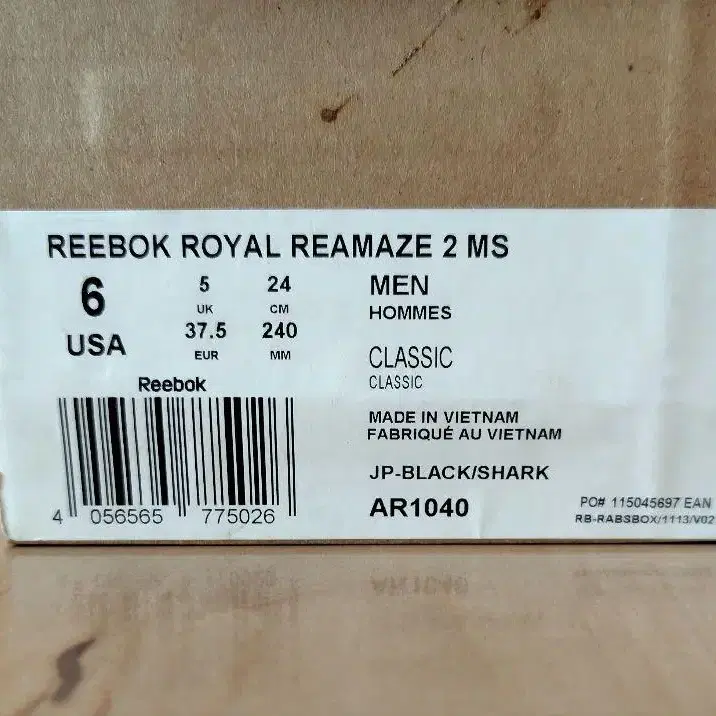 REEBOK ROYAL REAMAZE 2 MS
6
USA
5
UK
37.5
EUR
24
CM
240
MM
Reebok
4 056565 775026
MEN
HOMMES
CLASSIC
CLASSIC
MADE IN VIETNAM
FABRIQUÉ AU VIETNAM
JP-BLACK/SHARK
AR1040
PO# 115045697 EAN
RB-RABSBOX/1113/V02